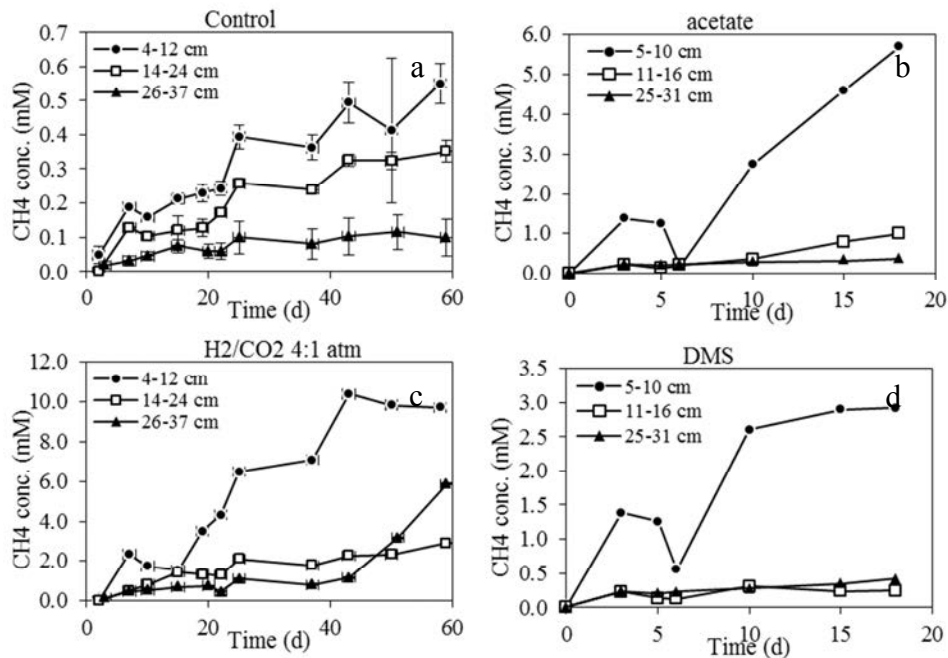 Control
4-12 cm
14-24 cm
26-37 cm
a
CH4 conc. (mM)
0.7
0.6
0.5
0.4
0.3
0.2
0.1
0.0
0 20 40 60
Time (d)
acetate
5-10 cm
11-16 cm
25-31 cm
b
CH4 conc. (mM)
6.0
5.0
4.0
3.0
2.0
1.0
0.0
0 5 10 15 20
Time (d)
H2/CO2 4:1 atm
4-12 cm
14-24 cm
26-37 cm
c
CH4 conc. (mM)
10.0
8.0
6.0
4.0
2.0
0.0
0 20 40 60
Time (d)
DMS
5-10 cm
11-16 cm
25-31 cm
d
CH4 conc. (mM)
3.5
3.0
2.5
2.0
1.5
1.0
0.5
0.0
0 5 10 15 20
Time (d)